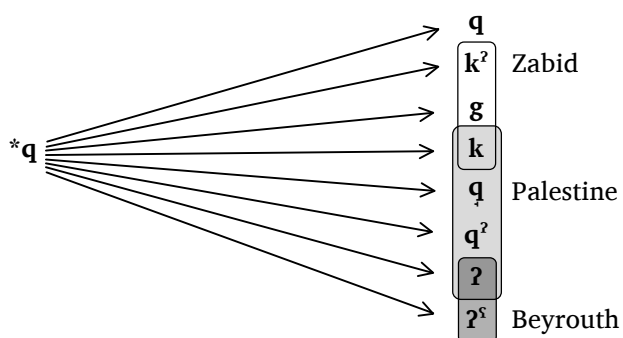 q
kˀ Zabid
g
*q k
q̣ Palestine
qˀ
ʔ
ʔˤ Beyrouth